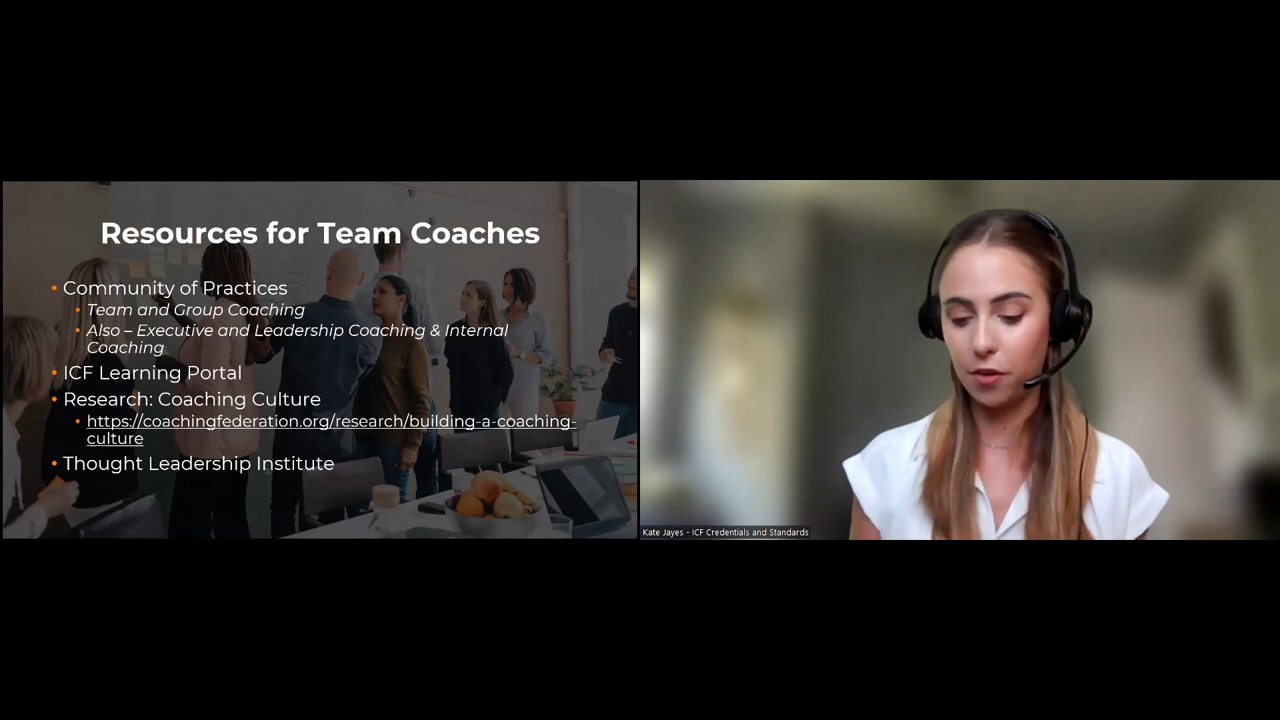 Resources for Team Coaches
• Community of Practices
• Team and Group Coaching
• Also – Executive and Leadership Coaching & Internal
Coaching
• ICF Learning Portal
• Research: Coaching Culture
• https://coachingfederation.org/research/building-a-coaching-
culture
• Thought Leadership Institute
Kate Jayes - ICF Credentials and Standards